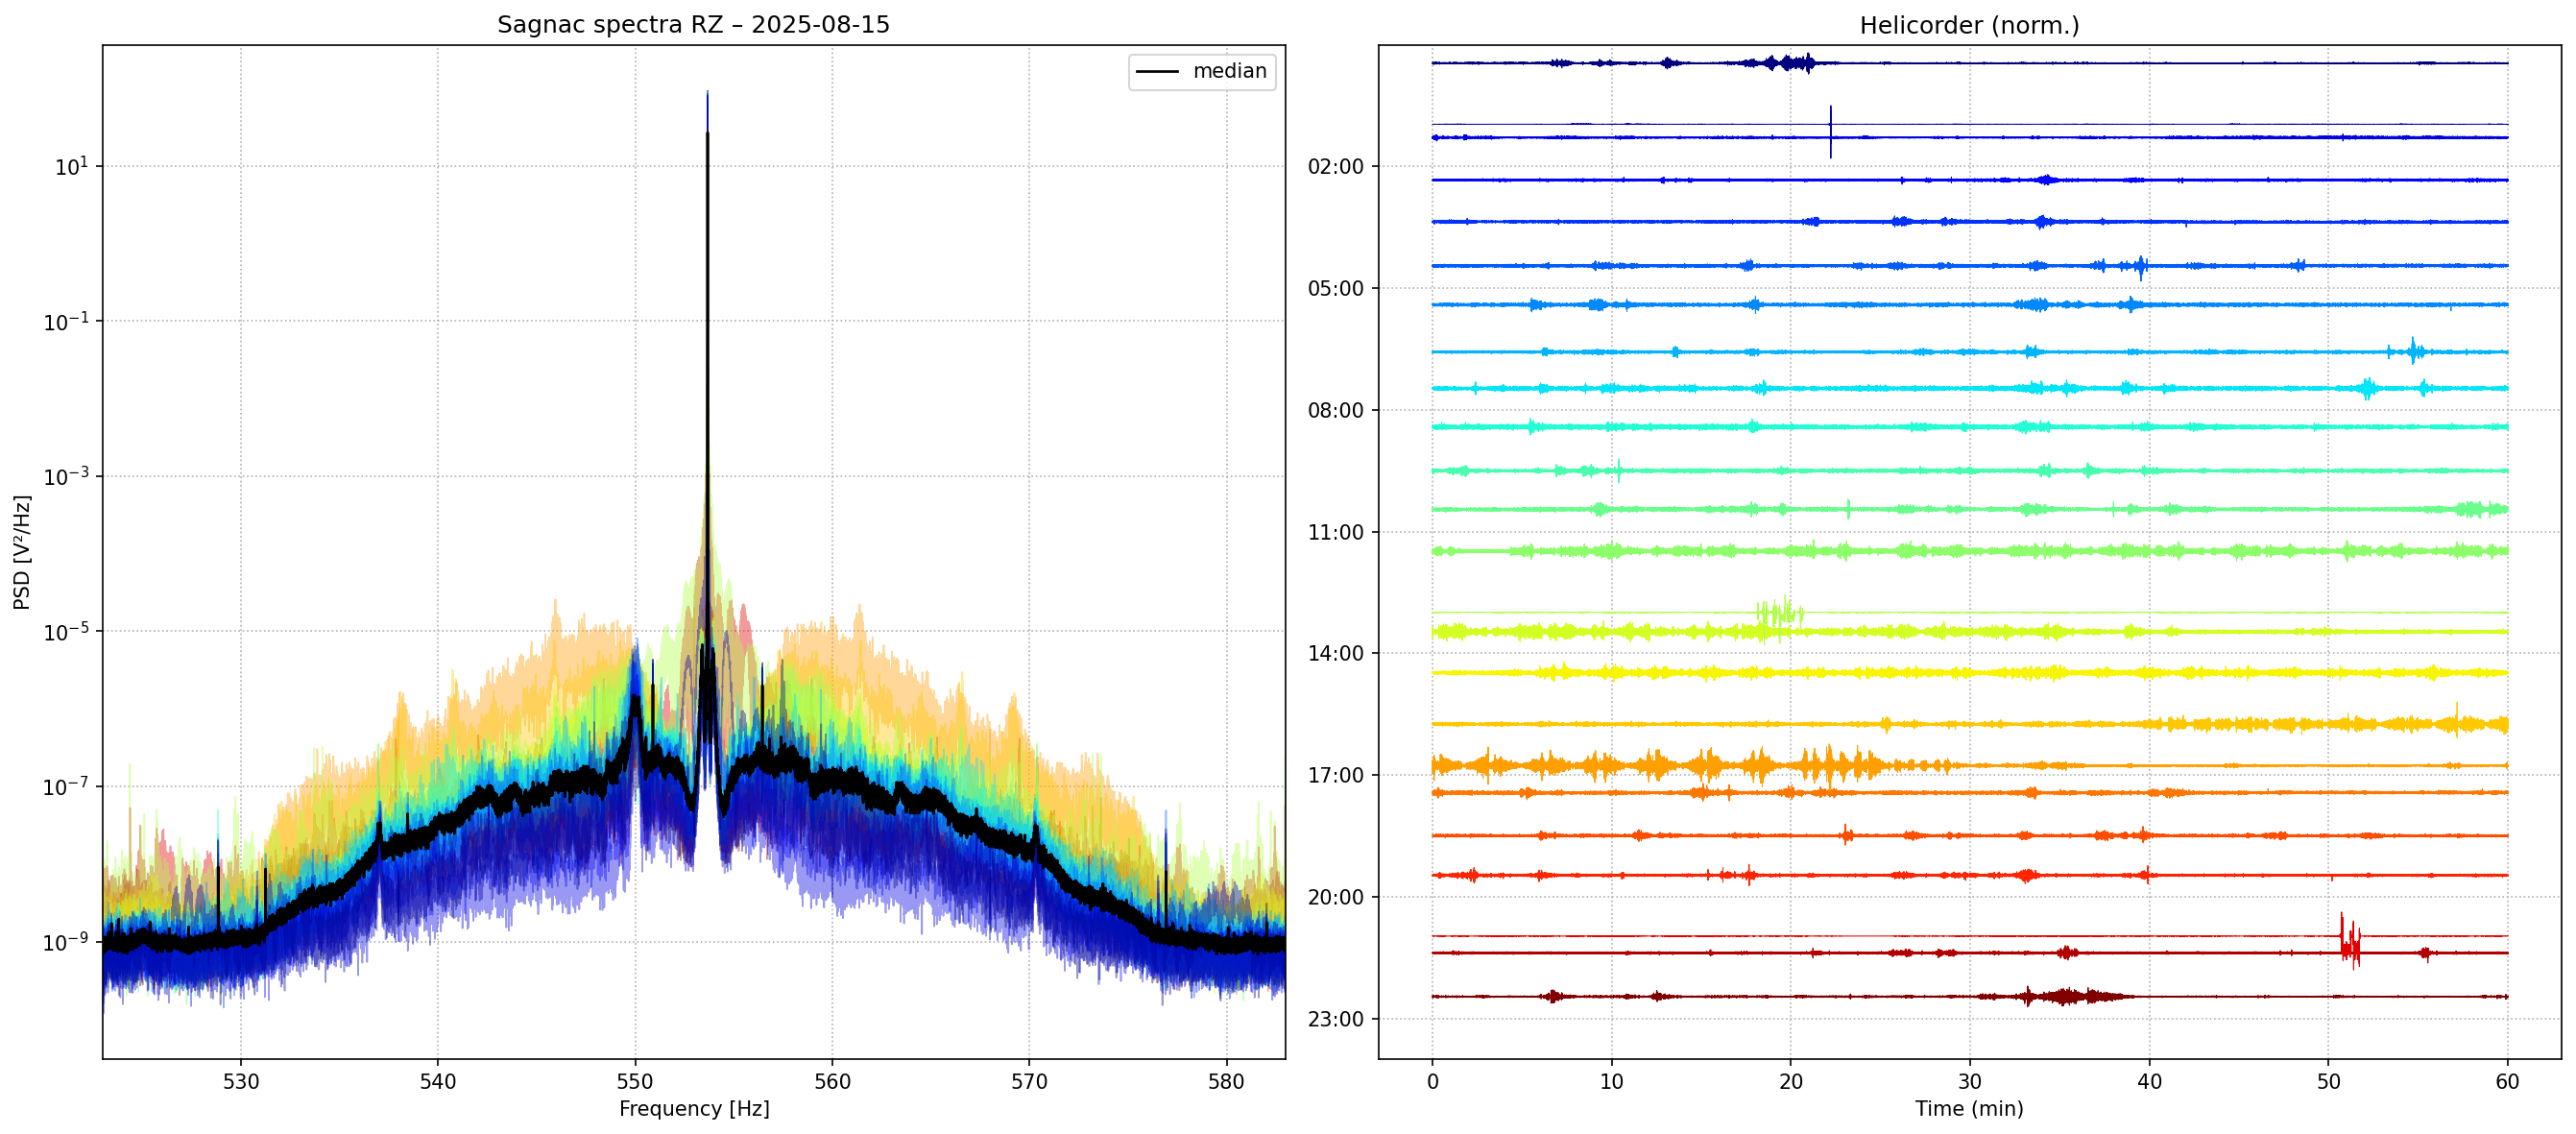 Sagnac spectra RZ – 2025-08-15
median
10¹
10⁻¹
10⁻³
10⁻⁵
10⁻⁷
10⁻⁹
PSD [V²/Hz]
530 540 550 560 570 580
Frequency [Hz]
Helicorder (norm.)
02:00
05:00
08:00
11:00
14:00
17:00
20:00
23:00
0 10 20 30 40 50 60
Time (min)